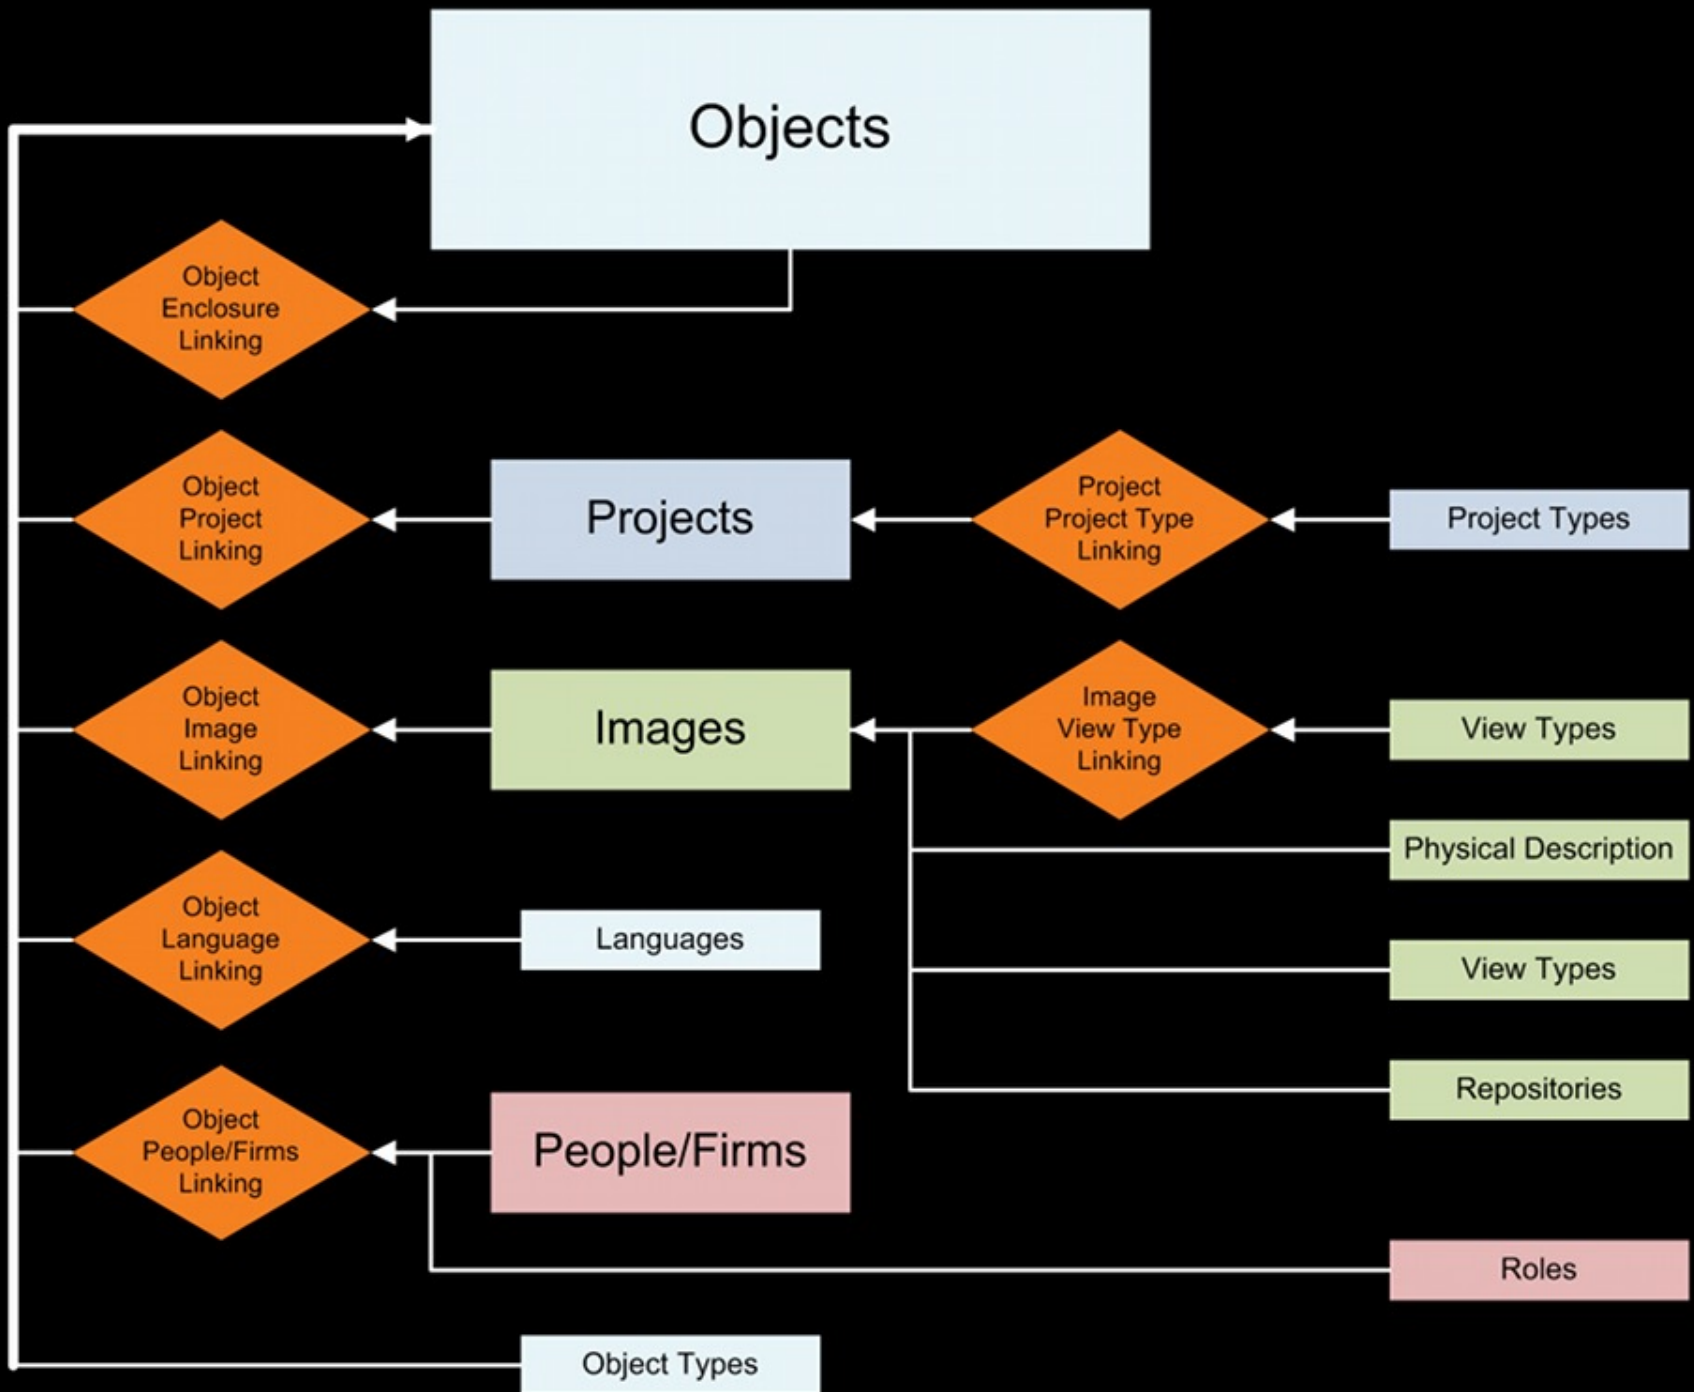 Objects
Object
Enclosure
Linking
Object
Project
Linking
Projects
Project
Project Type
Linking
Project Types
Object
Image
Linking
Images
Image
View Type
Linking
View Types
Physical Description
Object
Language
Linking
Languages
View Types
Repositories
Object
People/Firms
Linking
People/Firms
Roles
Object Types